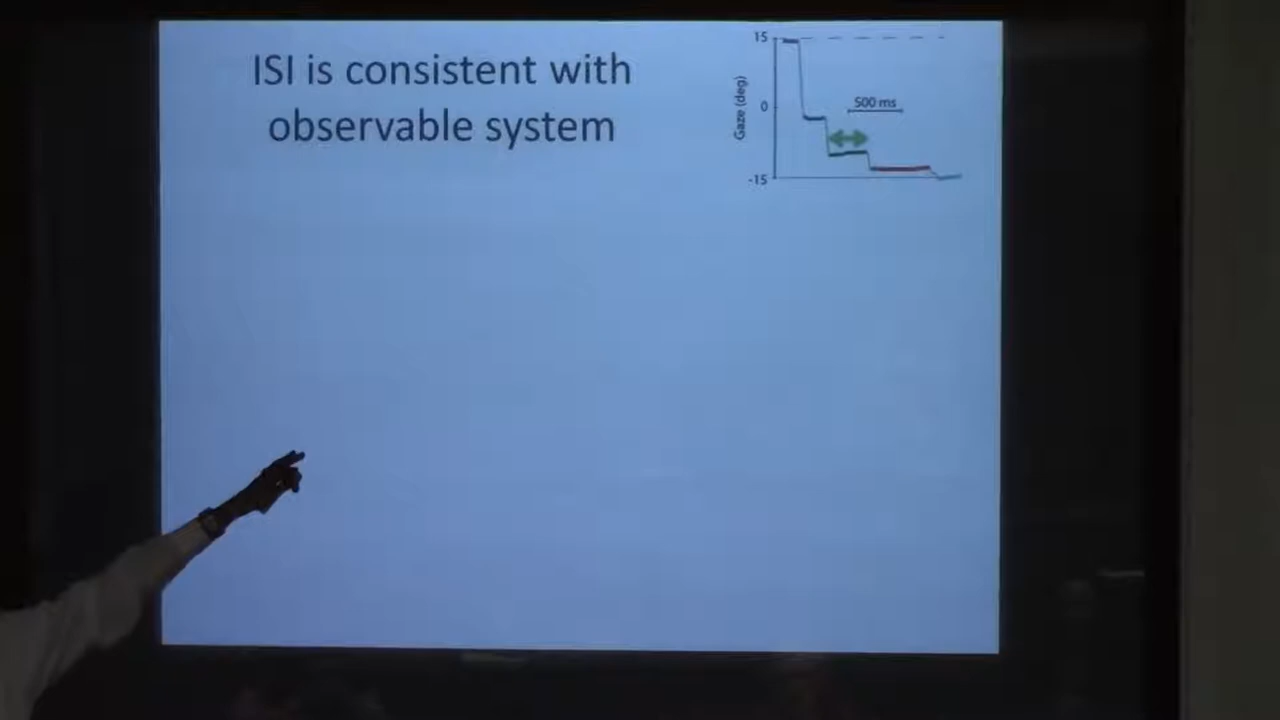 ISI is consistent with
observable system
15
0
-15
Gaze (deg)
500 ms